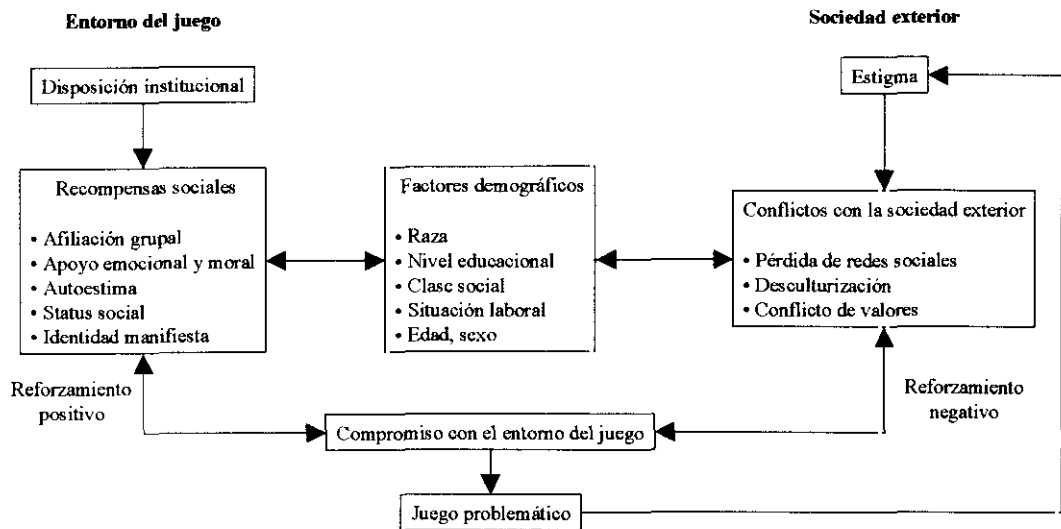 Entorno del juego
Sociedad exterior
Disposición institucional
Estigma
Recompensas sociales
• Afiliación grupal
• Apoyo emocional y moral
• Autoestima
• Status social
• Identidad manifiesta
Factores demográficos
• Raza
• Nivel educacional
• Clase social
• Situación laboral
• Edad, sexo
Conflictos con la sociedad exterior
• Pérdida de redes sociales
• Desculturización
• Conflicto de valores
Reforzamiento
positivo
Reforzamiento
negativo
Compromiso con el entorno del juego
Juego problemático